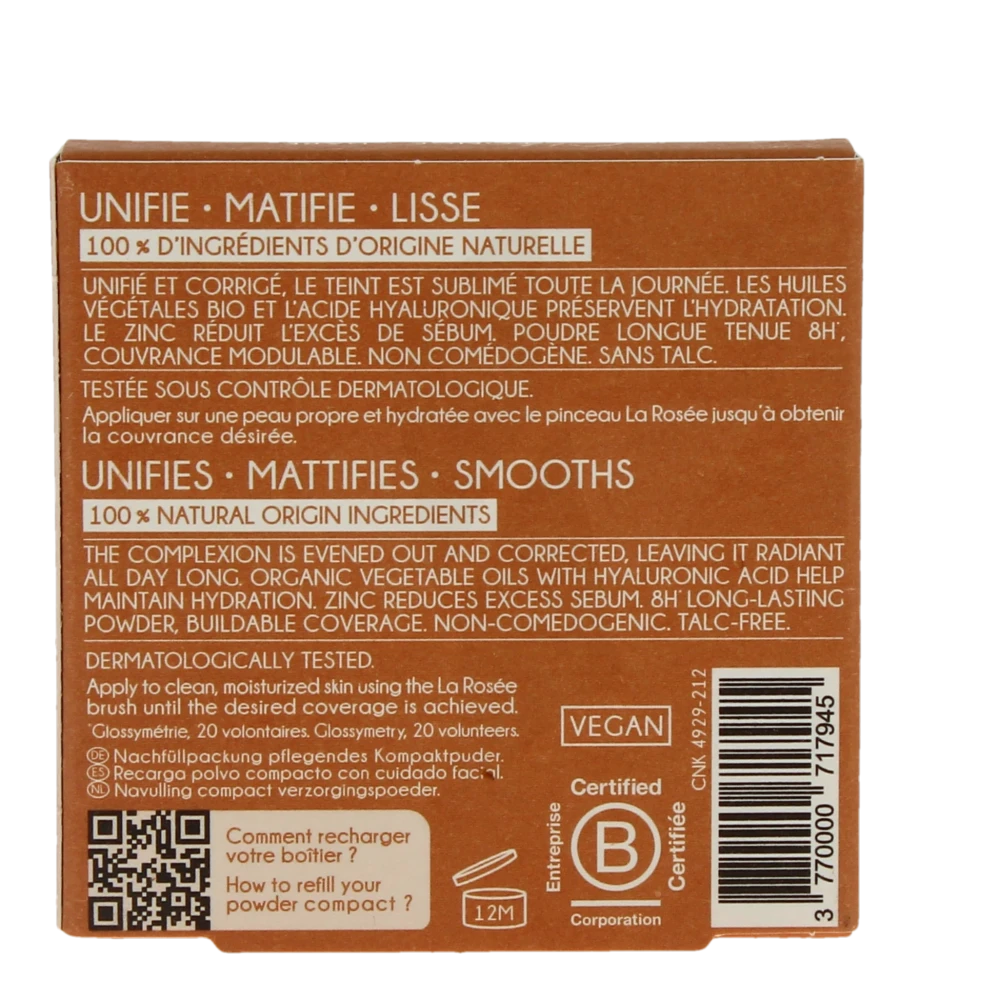 UNIFIE • MATIFIE • LISSE
100 % D'INGRÉDIENTS D'ORIGINE NATURELLE
UNIFIÉ ET CORRIGÉ, LE TEINT EST SUBLIMÉ TOUTE LA JOURNÉE. LES HUILES
VÉGÉTALES BIO ET L'ACIDE HYALURONIQUE PRÉSERVENT L'HYDRATATION.
LE ZINC RÉDUIT L'EXCÈS DE SÉBUM. POUDRE LONGUE TENUE 8H*,
COUVRANCE MODULABLE. NON COMÉDOGÈNE. SANS TALC.
TESTÉE SOUS CONTRÔLE DERMATOLOGIQUE.
Appliquer sur une peau propre et hydratée avec le pinceau La Rosée jusqu'à obtenir
la couvrance désirée.
UNIFIES • MATTIFIES • SMOOTHS
100 % NATURAL ORIGIN INGREDIENTS
THE COMPLEXION IS EVENED OUT AND CORRECTED, LEAVING IT RADIANT
ALL DAY LONG. ORGANIC VEGETABLE OILS WITH HYALURONIC ACID HELP
MAINTAIN HYDRATION. ZINC REDUCES EXCESS SEBUM. 8H* LONG-LASTING
POWDER, BUILDABLE COVERAGE. NON-COMEDOGENIC. TALC-FREE.
DERMATOLOGICALLY TESTED.
Apply to clean, moisturized skin using the La Rosée
brush until the desired coverage is achieved.
*Glossymétrie, 20 volontaires. Glossymetry, 20 volunteers.
DE Nachfüllpackung pflegendes Kompaktpuder.
ES Recarga polvo compacto con cuidado facial.
NL Navulling compact verzorgingspoeder.
Comment recharger
votre boîtier ?
How to refill your
powder compact ?
12M
VEGAN
Certified
Entreprise
B
Certifiée
Corporation
CNK 4929-212
3 770000 717945